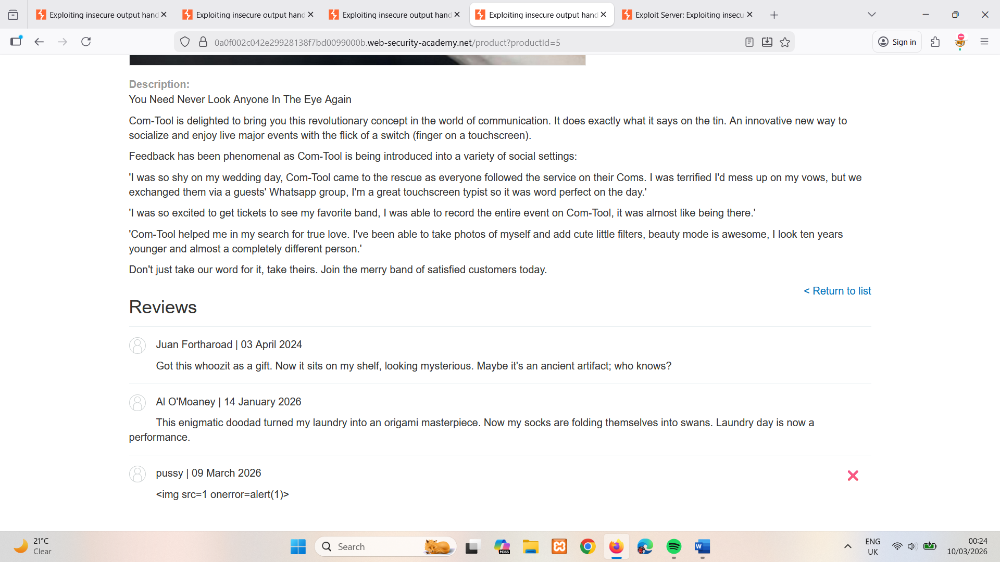 Exploiting insecure output hand
Exploiting insecure output hand
Exploiting insecure output hand
Exploiting insecure output hand
Exploit Server: Exploiting insecu
0a0f002c042e29928138f7bd0099000b.web-security-academy.net/product?productId=5
Sign in
Description:
You Need Never Look Anyone In The Eye Again
Com-Tool is delighted to bring you this revolutionary concept in the world of communication. It does exactly what it says on the tin. An innovative new way to
socialize and enjoy live major events with the flick of a switch (finger on a touchscreen).
Feedback has been phenomenal as Com-Tool is being introduced into a variety of social settings:
'I was so shy on my wedding day, Com-Tool came to the rescue as everyone followed the service on their Coms. I was terrified I'd mess up on my vows, but we
exchanged them via a guests' Whatsapp group, I'm a great touchscreen typist so it was word perfect on the day.'
'I was so excited to get tickets to see my favorite band, I was able to record the entire event on Com-Tool, it was almost like being there.'
'Com-Tool helped me in my search for true love. I've been able to take photos of myself and add cute little filters, beauty mode is awesome, I look ten years
younger and almost a completely different person.'
Don't just take our word for it, take theirs. Join the merry band of satisfied customers today.
< Return to list
Reviews
Juan Fortharoad | 03 April 2024
Got this whoozit as a gift. Now it sits on my shelf, looking mysterious. Maybe it's an ancient artifact; who knows?
Al O'Moaney | 14 January 2026
This enigmatic doodad turned my laundry into an origami masterpiece. Now my socks are folding themselves into swans. Laundry day is now a
performance.
pussy | 09 March 2026
<img src=1 onerror=alert(1)>
21°C
Clear
Search
M365
W
ENG
UK
00:24
10/03/2026